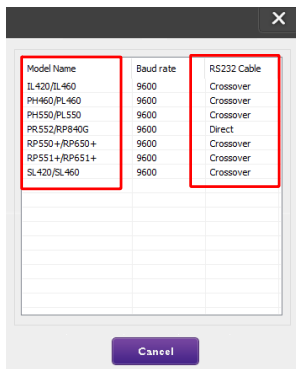 Model Name Baud rate RS232 Cable
IL420/IL460 9600 Crossover
PH460/PL460 9600 Crossover
PH550/PL550 9600 Crossover
PR552/RP840G 9600 Direct
RP550+/RP650+ 9600 Crossover
RP551+/RP651+ 9600 Crossover
SL420/SL460 9600 Crossover
Cancel